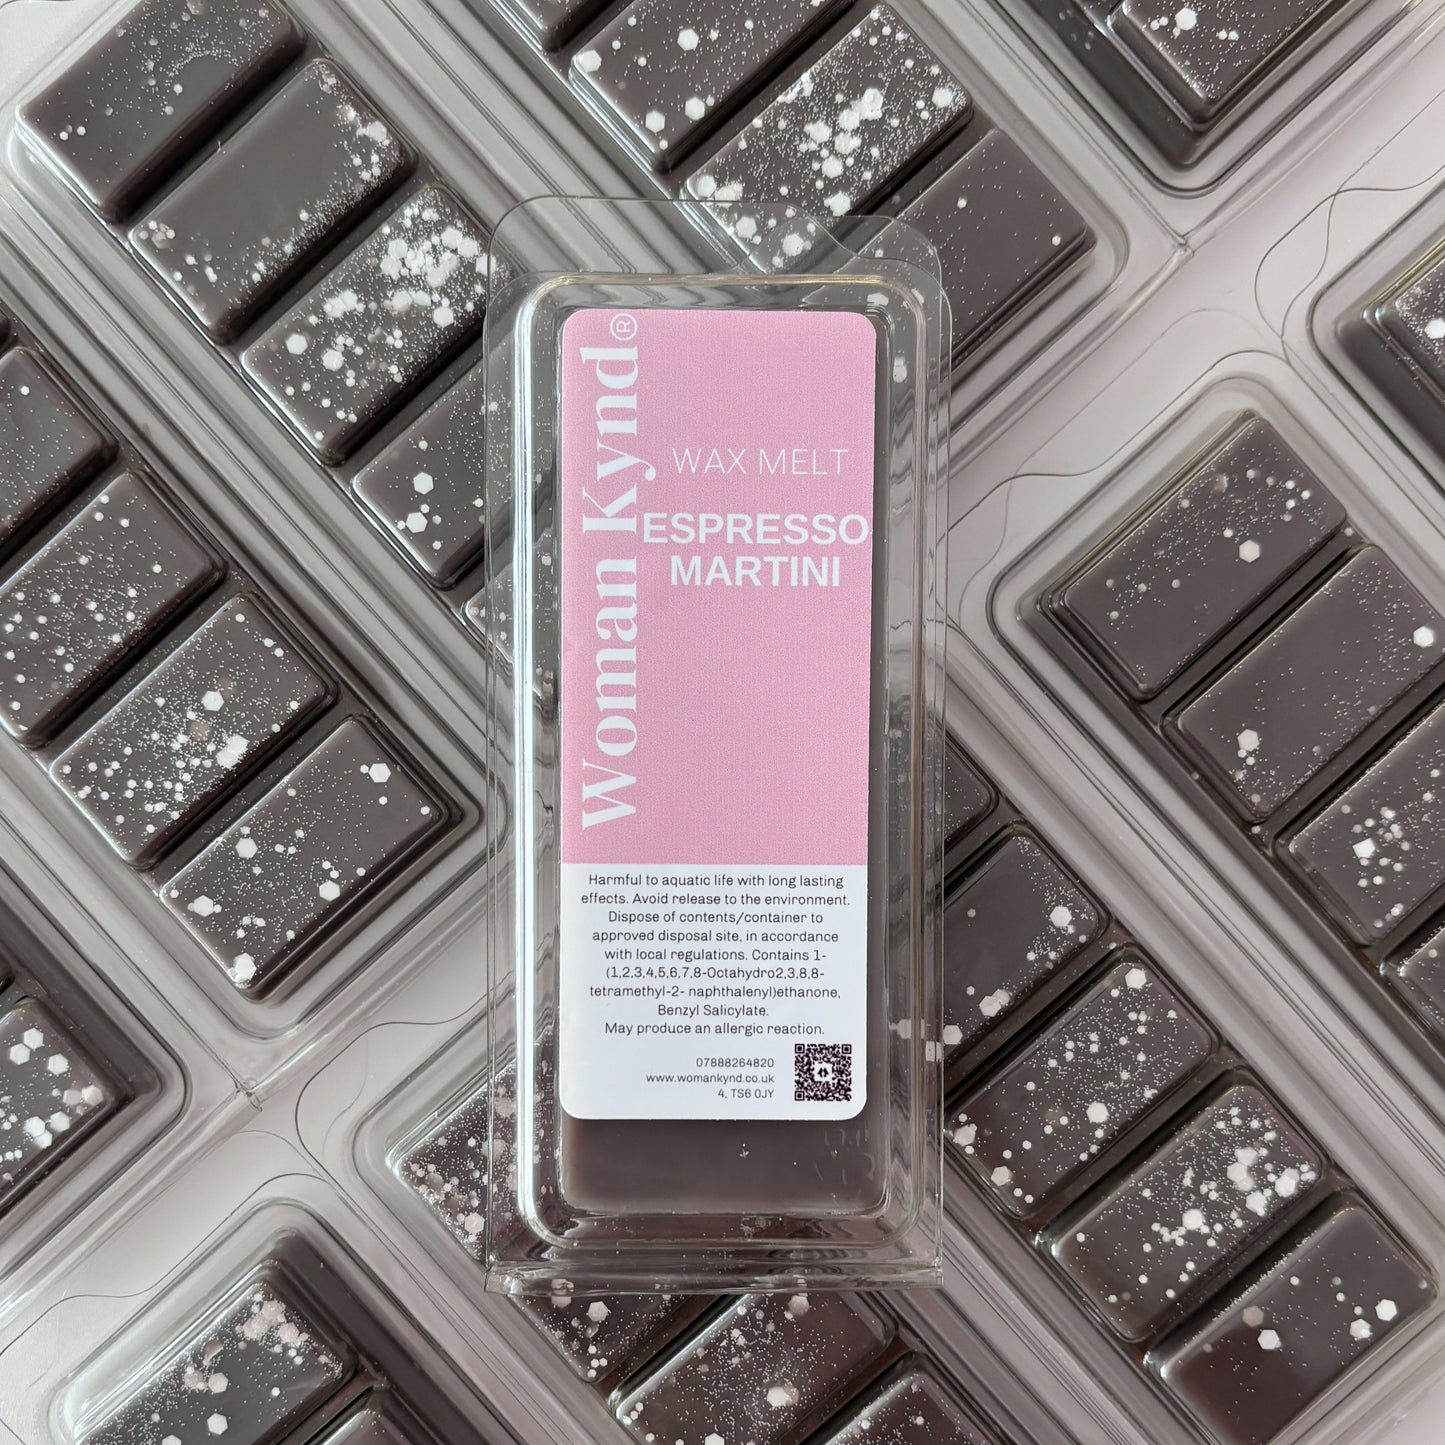 Woman Kynd®
WAX MELT
ESPRESSO
MARTINI
Harmful to aquatic life with long lasting
effects. Avoid release to the environment.
Dispose of contents/container to
approved disposal site, in accordance
with local regulations. Contains 1-
(1,2,3,4,5,6,7,8-Octahydro2,3,8,8-
tetramethyl-2- naphthalenyl)ethanone,
Benzyl Salicylate.
May produce an allergic reaction.
07888264820
www.womankynd.co.uk
4, TS6 0JY